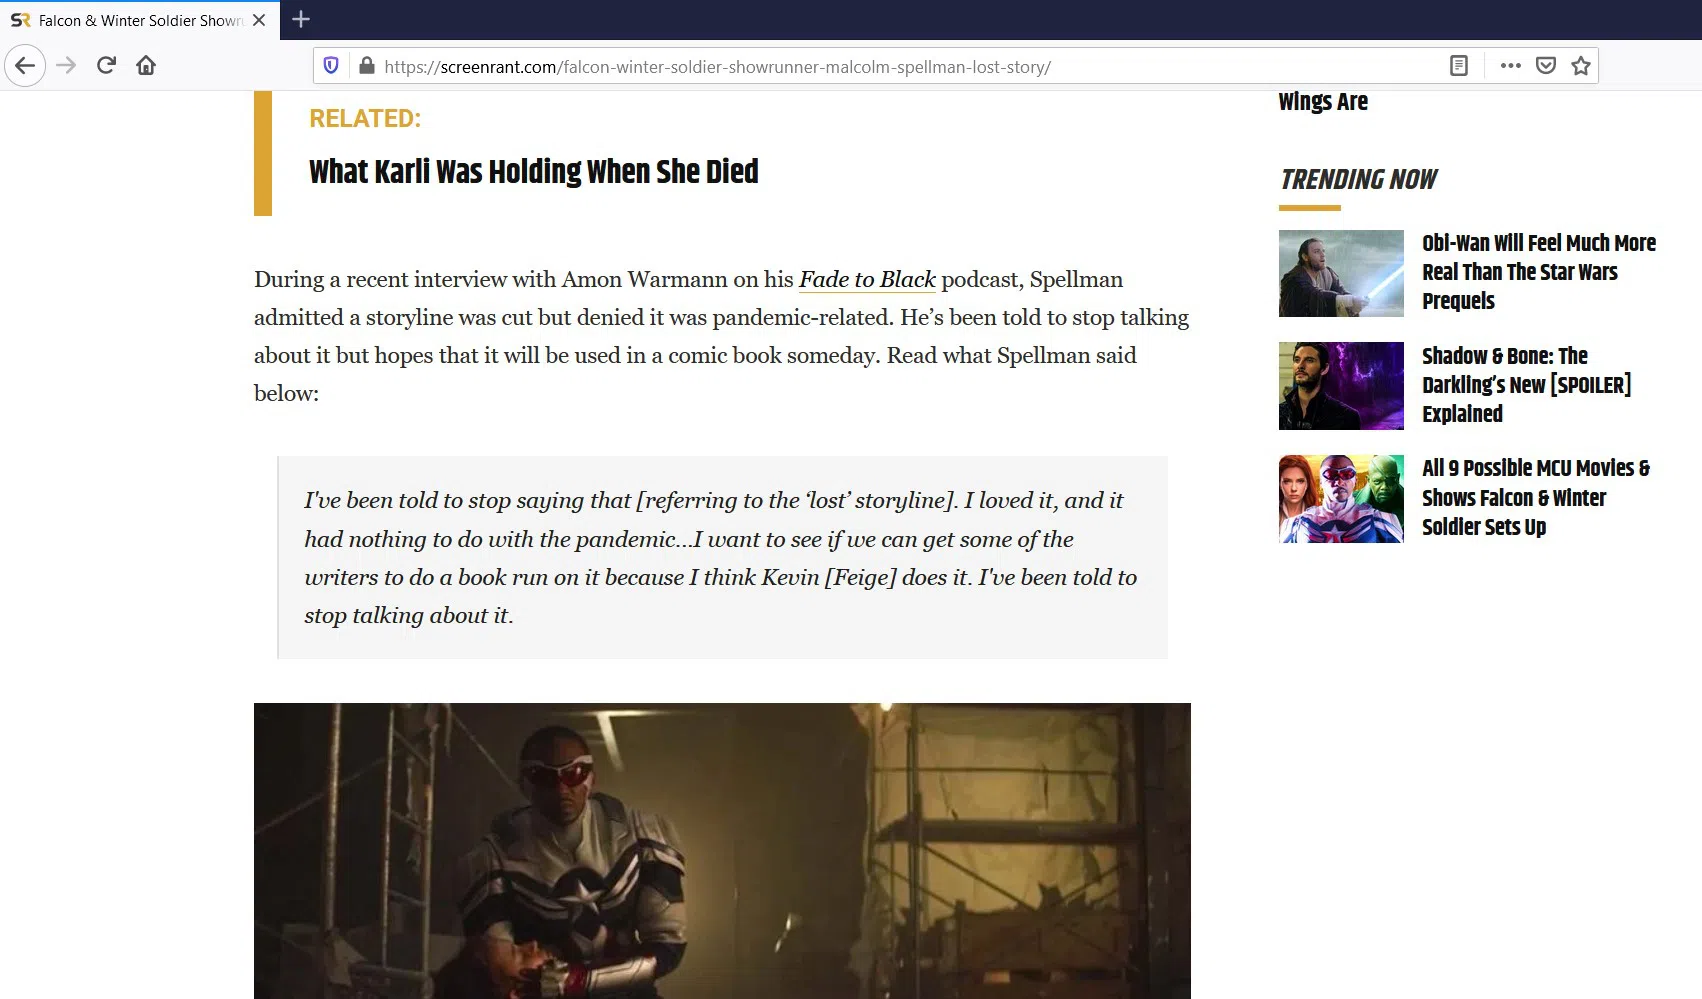 SR Falcon & Winter Soldier Showr
https://screenrant.com/falcon-winter-soldier-showrunner-malcolm-spellman-lost-story/
RELATED:
What Karli Was Holding When She Died
During a recent interview with Amon Warmann on his Fade to Black podcast, Spellman
admitted a storyline was cut but denied it was pandemic-related. He’s been told to stop talking
about it but hopes that it will be used in a comic book someday. Read what Spellman said
below:
I've been told to stop saying that [referring to the ‘lost’ storyline]. I loved it, and it
had nothing to do with the pandemic...I want to see if we can get some of the
writers to do a book run on it because I think Kevin [Feige] does it. I've been told to
stop talking about it.
Wings Are
TRENDING NOW
Obi-Wan Will Feel Much More
Real Than The Star Wars
Prequels
Shadow & Bone: The
Darkling’s New [SPOILER]
Explained
All 9 Possible MCU Movies &
Shows Falcon & Winter
Soldier Sets Up